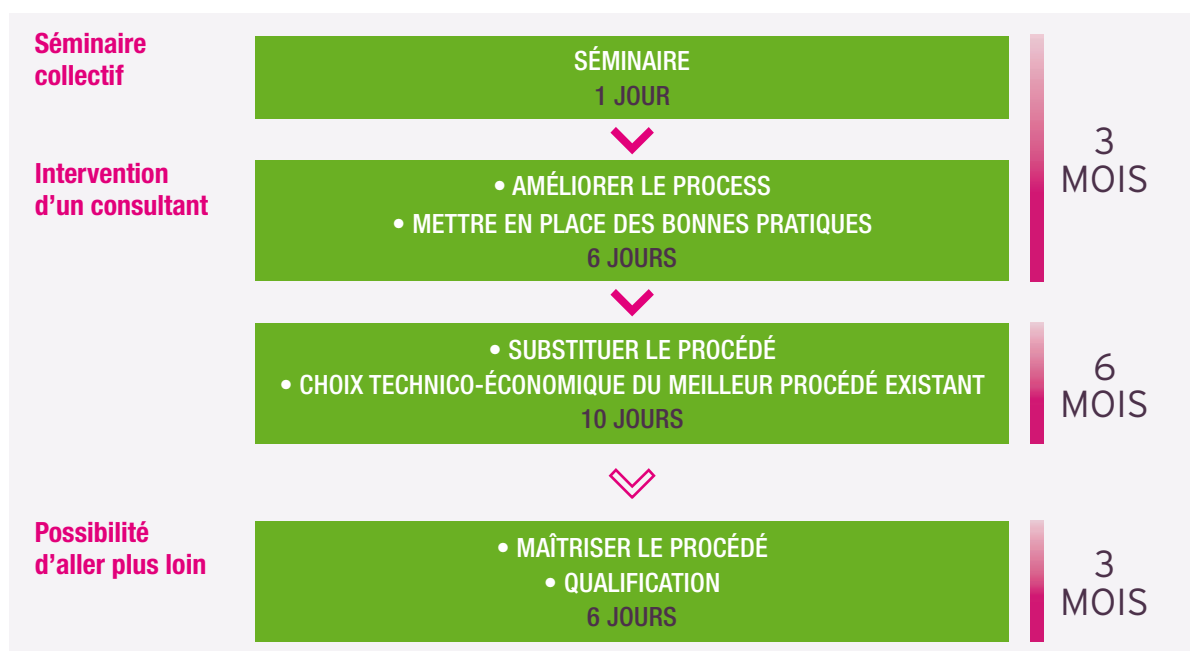 Séminaire
collectif
SÉMINAIRE
1 JOUR
3
MOIS
Intervention
d’un consultant
• AMÉLIORER LE PROCESS
• METTRE EN PLACE DES BONNES PRATIQUES
6 JOURS
• SUBSTITUER LE PROCÉDÉ
• CHOIX TECHNICO-ÉCONOMIQUE DU MEILLEUR PROCÉDÉ EXISTANT
10 JOURS
6
MOIS
Possibilité
d’aller plus loin
• MAÎTRISER LE PROCÉDÉ
• QUALIFICATION
6 JOURS
3
MOIS